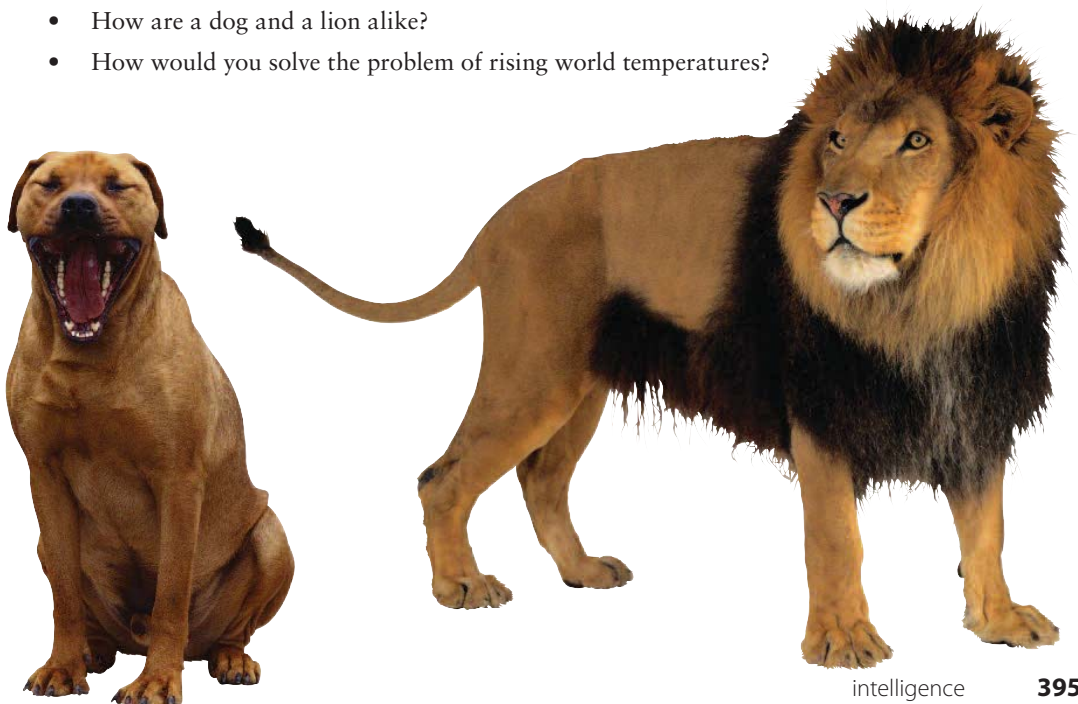 • How are a dog and a lion alike?
• How would you solve the problem of rising world temperatures?
intelligence 395